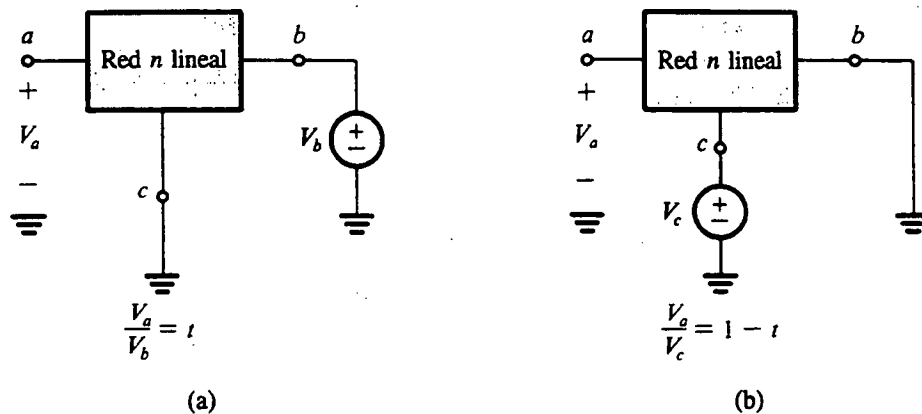 a
Red n lineal
b
+
V_a
−
c
V_b
+
−
V_a
V_b
= t
(a)
a
Red n lineal
b
+
V_a
−
c
V_c
+
−
V_a
V_c
= 1 − t
(b)